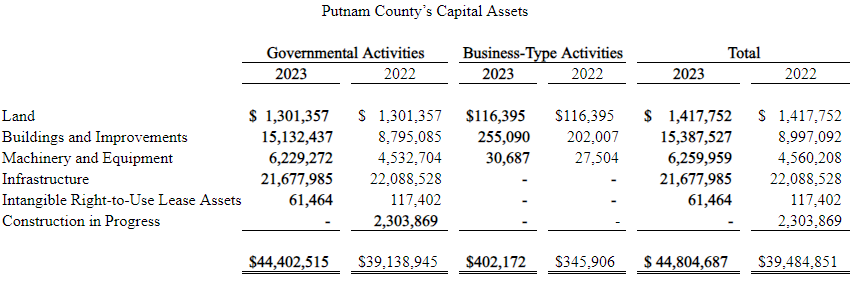 Putnam County's Capital Assets
Governmental Activities Business-Type Activities Total
2023 2022 2023 2022 2023 2022
Land $ 1,301,357 $ 1,301,357 $116,395 $116,395 $ 1,417,752 $ 1,417,752
Buildings and Improvements 15,132,437 8,795,085 255,090 202,007 15,387,527 8,997,092
Machinery and Equipment 6,229,272 4,532,704 30,687 27,504 6,259,959 4,560,208
Infrastructure 21,677,985 22,088,528 - - 21,677,985 22,088,528
Intangible Right-to-Use Lease Assets 61,464 117,402 - - 61,464 117,402
Construction in Progress - 2,303,869 - - - 2,303,869
$44,402,515 $39,138,945 $402,172 $345,906 $ 44,804,687 $39,484,851